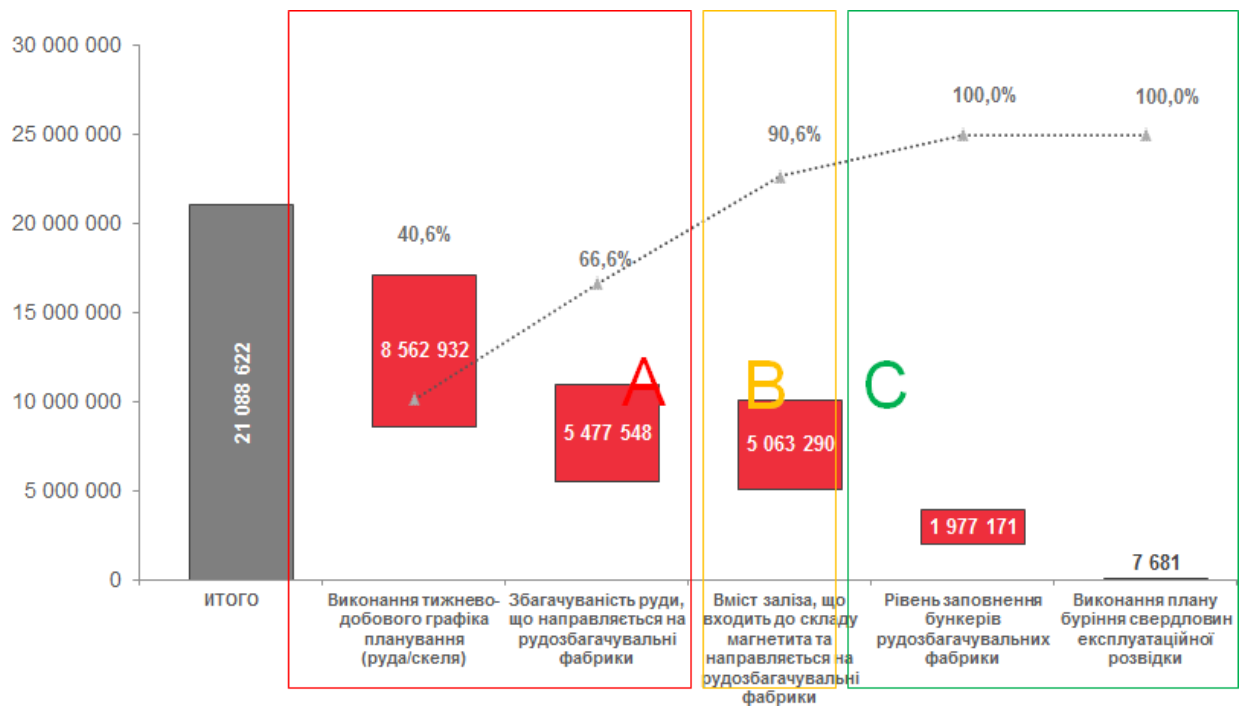 30 000 000
25 000 000
20 000 000
15 000 000
10 000 000
5 000 000
0
21 088 622
40,6%
8 562 932
66,6%
5 477 548
A
90,6%
B
5 063 290
C
100,0%
1 977 171
100,0%
7 681
ИТОГО
Виконання тижнево-
добового графіка
планування
(руда/скеля)
Збагачуваність руди,
що направляється на
рудозбагачувальні
фабрики
Вміст заліза, що
входить до складу
магнетита та
направляється на
рудозбагачувальні
фабрики
Рівень заповнення
бункерів
рудозбагачувальних
фабрики
Виконання плану
буріння свердловин
експлуатаційної
розвідки